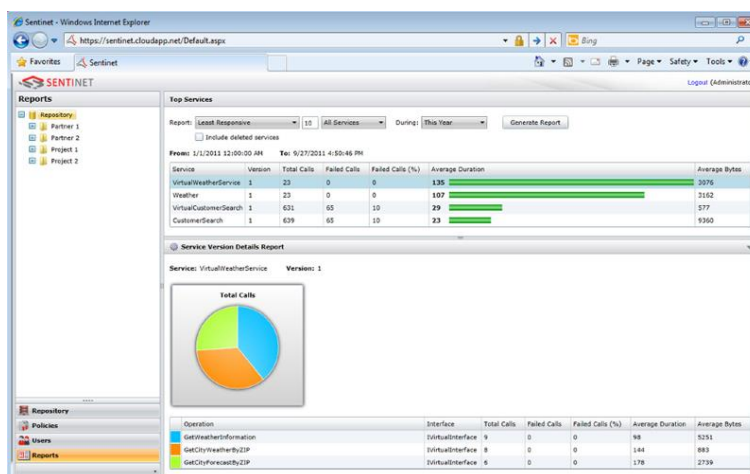 Sentinet - Windows Internet Explorer
https://sentinet.cloudapp.net/Default.aspx
Bing
Favorites Sentinet Page Safety Tools
SENTINET
Logout (Administrato
Reports
Repository
Partner 1
Partner 2
Project 1
Project 2
Top Services
Report: Least Responsive 10 All Services During: This Year Generate Report
Include deleted services
From: 1/1/2011 12:00:00 AM To: 9/27/2011 4:50:46 PM
Service Version Total Calls Failed Calls Failed Calls (%) Average Duration Average Bytes
VirtualWeatherService 1 23 0 0 135 3076
Weather 1 23 0 0 107 3162
VirtualCustomerSearch 1 631 65 10 29 577
CustomerSearch 1 639 65 10 23 9360
Service Version Details Report
Service: VirtualWeatherService Version: 1
Total Calls
Operation Interface Total Calls Failed Calls Failed Calls (%) Average Duration Average Bytes
GetWeatherInformation IVirtualInterface 9 0 0 98 5251
GetCityWeatherByZIP IVirtualInterface 8 0 0 144 883
GetCityForecastByZIP IVirtualInterface 6 0 0 178 2739
Repository
Policies
Users
Reports